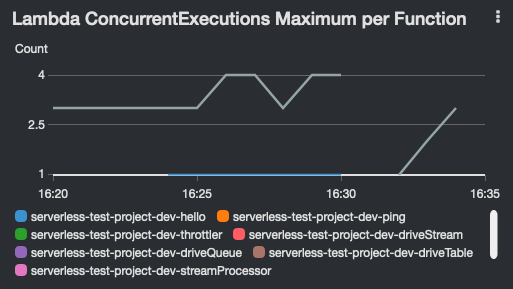 Lambda ConcurrentExecutions Maximum per Function
Count
4
2.5
1
16:20 16:25 16:30 16:35
serverless-test-project-dev-hello serverless-test-project-dev-ping
serverless-test-project-dev-throttler serverless-test-project-dev-driveStream
serverless-test-project-dev-driveQueue serverless-test-project-dev-driveTable
serverless-test-project-dev-streamProcessor